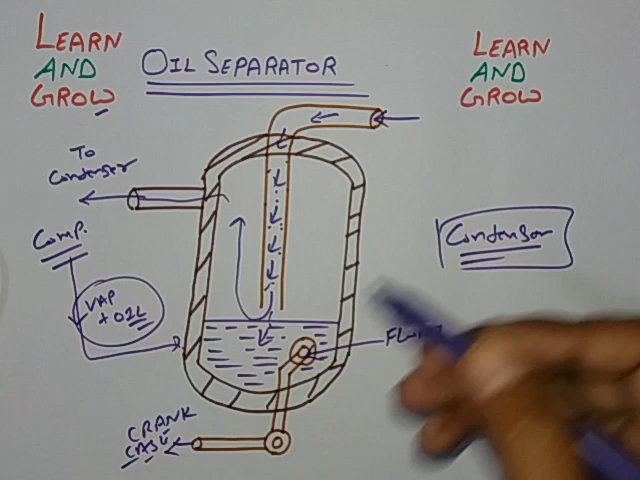 LEARN
AND
GROW
OIL SEPARATOR
LEARN
AND
GROW
To
Condenser
Comp.
VAP
+ OIL
Condenser
CRANK
CASE